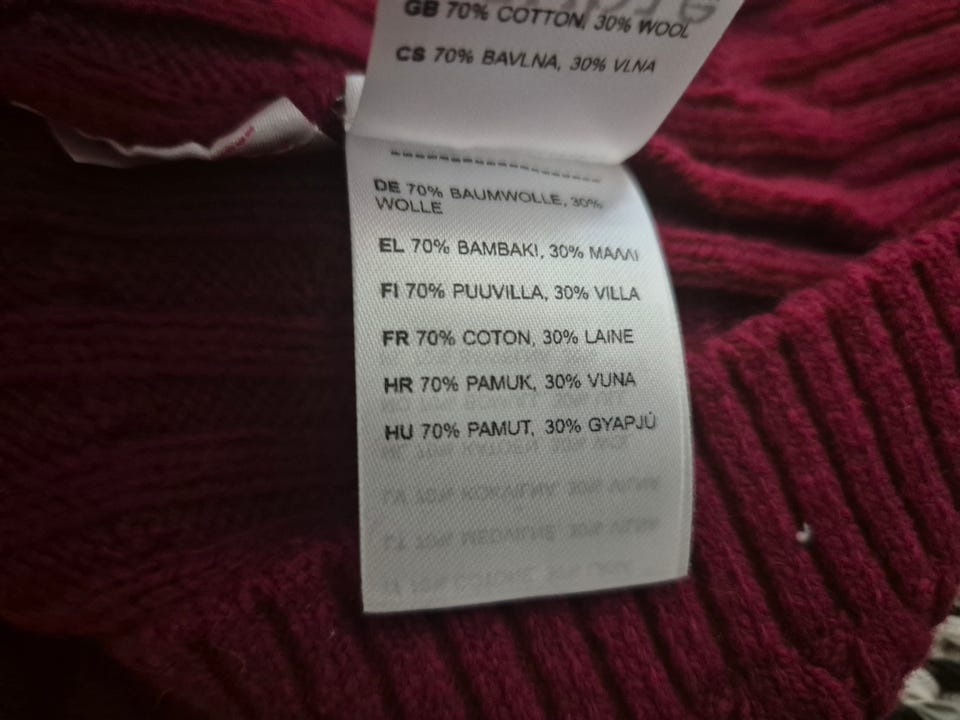 GB 70% COTTON, 30% WOOL
CS 70% BAVLNA, 30% VLNA
DE 70% BAUMWOLLE, 30%
WOLLE
EL 70% ΒΑΜΒΑΚΙ, 30% ΜΑΛΛΙ
FI 70% PUUVILLA, 30% VILLA
FR 70% COTON, 30% LAINE
HR 70% PAMUK, 30% VUNA
HU 70% PAMUT, 30% GYAPJÚ